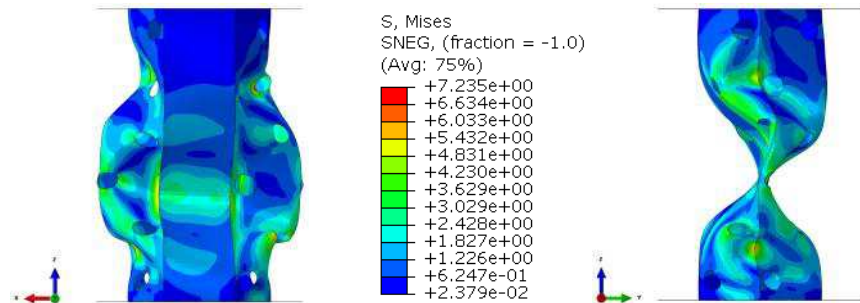 S, Mises
SNEG, (fraction = -1.0)
(Avg: 75%)
+7.235e+00
+6.634e+00
+6.033e+00
+5.432e+00
+4.831e+00
+4.230e+00
+3.629e+00
+3.029e+00
+2.428e+00
+1.827e+00
+1.226e+00
+6.247e-01
+2.379e-02